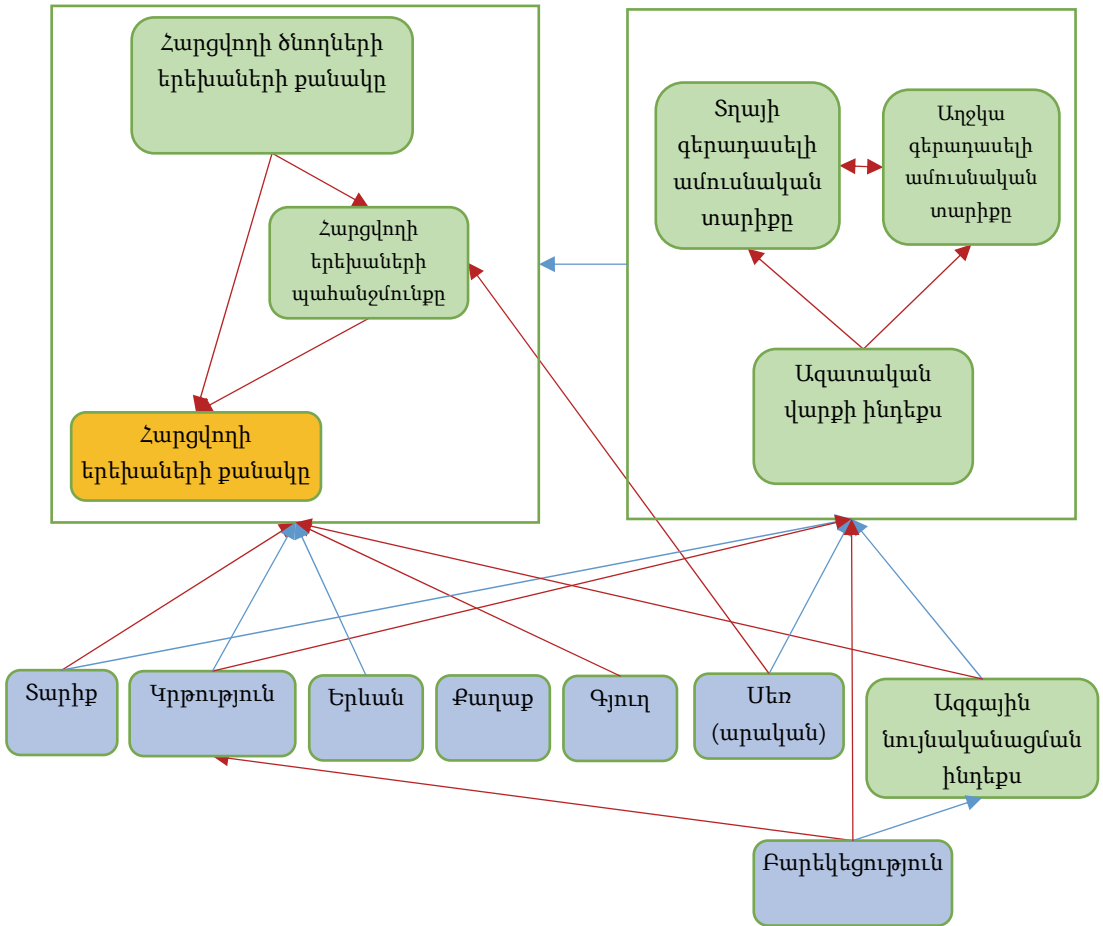 Հարցվողի ծնողների
երեխաների քանակը
Հարցվողի
երեխաների
պահանջմունքը
Հարցվողի
երեխաների քանակը
Տղայի
գերադասելի
ամուսնական
տարիքը
Աղջկա
գերադասելի
ամուսնական
տարիքը
Ազատական
վարքի ինդեքս
Տարիք
Կրթություն
Երևան
Քաղաք
Գյուղ
Սեռ
(արական)
Ազգային
նույնականացման
ինդեքս
Բարեկեցություն